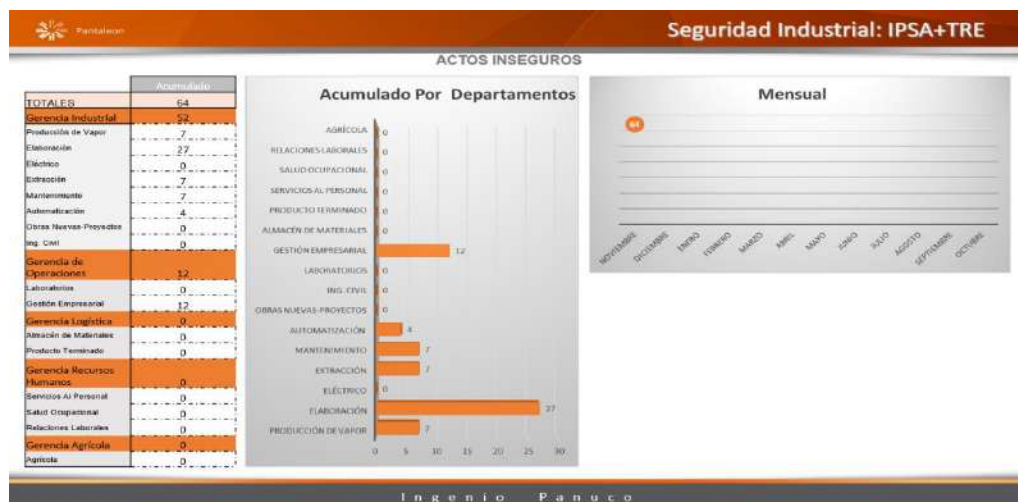 Pantaleon
Seguridad Industrial: IPSA+TRE
ACTOS INSEGUROS
Acumulado
TOTALES 64
Gerencia Industrial 52
Producción de Vapor 7
Elaboración 27
Eléctrico 0
Extracción 7
Mantenimiento 7
Automatización 4
Obras Nuevas-Proyectos 0
Ing. Civil 0
Gerencia de
Operaciones 12
Laboratorios 0
Gestión Empresarial 12
Gerencia Logística 0
Almacén de Materiales 0
Producto Terminado 0
Gerencia Recursos
Humanos 0
Servicios Al Personal 0
Salud Ocupacional 0
Relaciones Laborales 0
Gerencia Agrícola 0
Agrícola 0
Acumulado Por Departamentos
AGRÍCOLA 0
RELACIONES LABORALES 0
SALUD OCUPACIONAL 0
SERVICIOS AL PERSONAL 0
PRODUCTO TERMINADO 0
ALMACÉN DE MATERIALES 0
GESTIÓN EMPRESARIAL 12
LABORATORIOS 0
ING. CIVIL 0
OBRAS NUEVAS-PROYECTOS 0
AUTOMATIZACIÓN 4
MANTENIMIENTO 7
EXTRACCIÓN 7
ELÉCTRICO 0
ELABORACIÓN 27
PRODUCCIÓN DE VAPOR 7
0 5 10 15 20 25 30
Mensual
64
NOVIEMBRE DICIEMBRE ENERO FEBRERO MARZO ABRIL MAYO JUNIO JULIO AGOSTO SEPTIEMBRE OCTUBRE
Ingenio Panuco